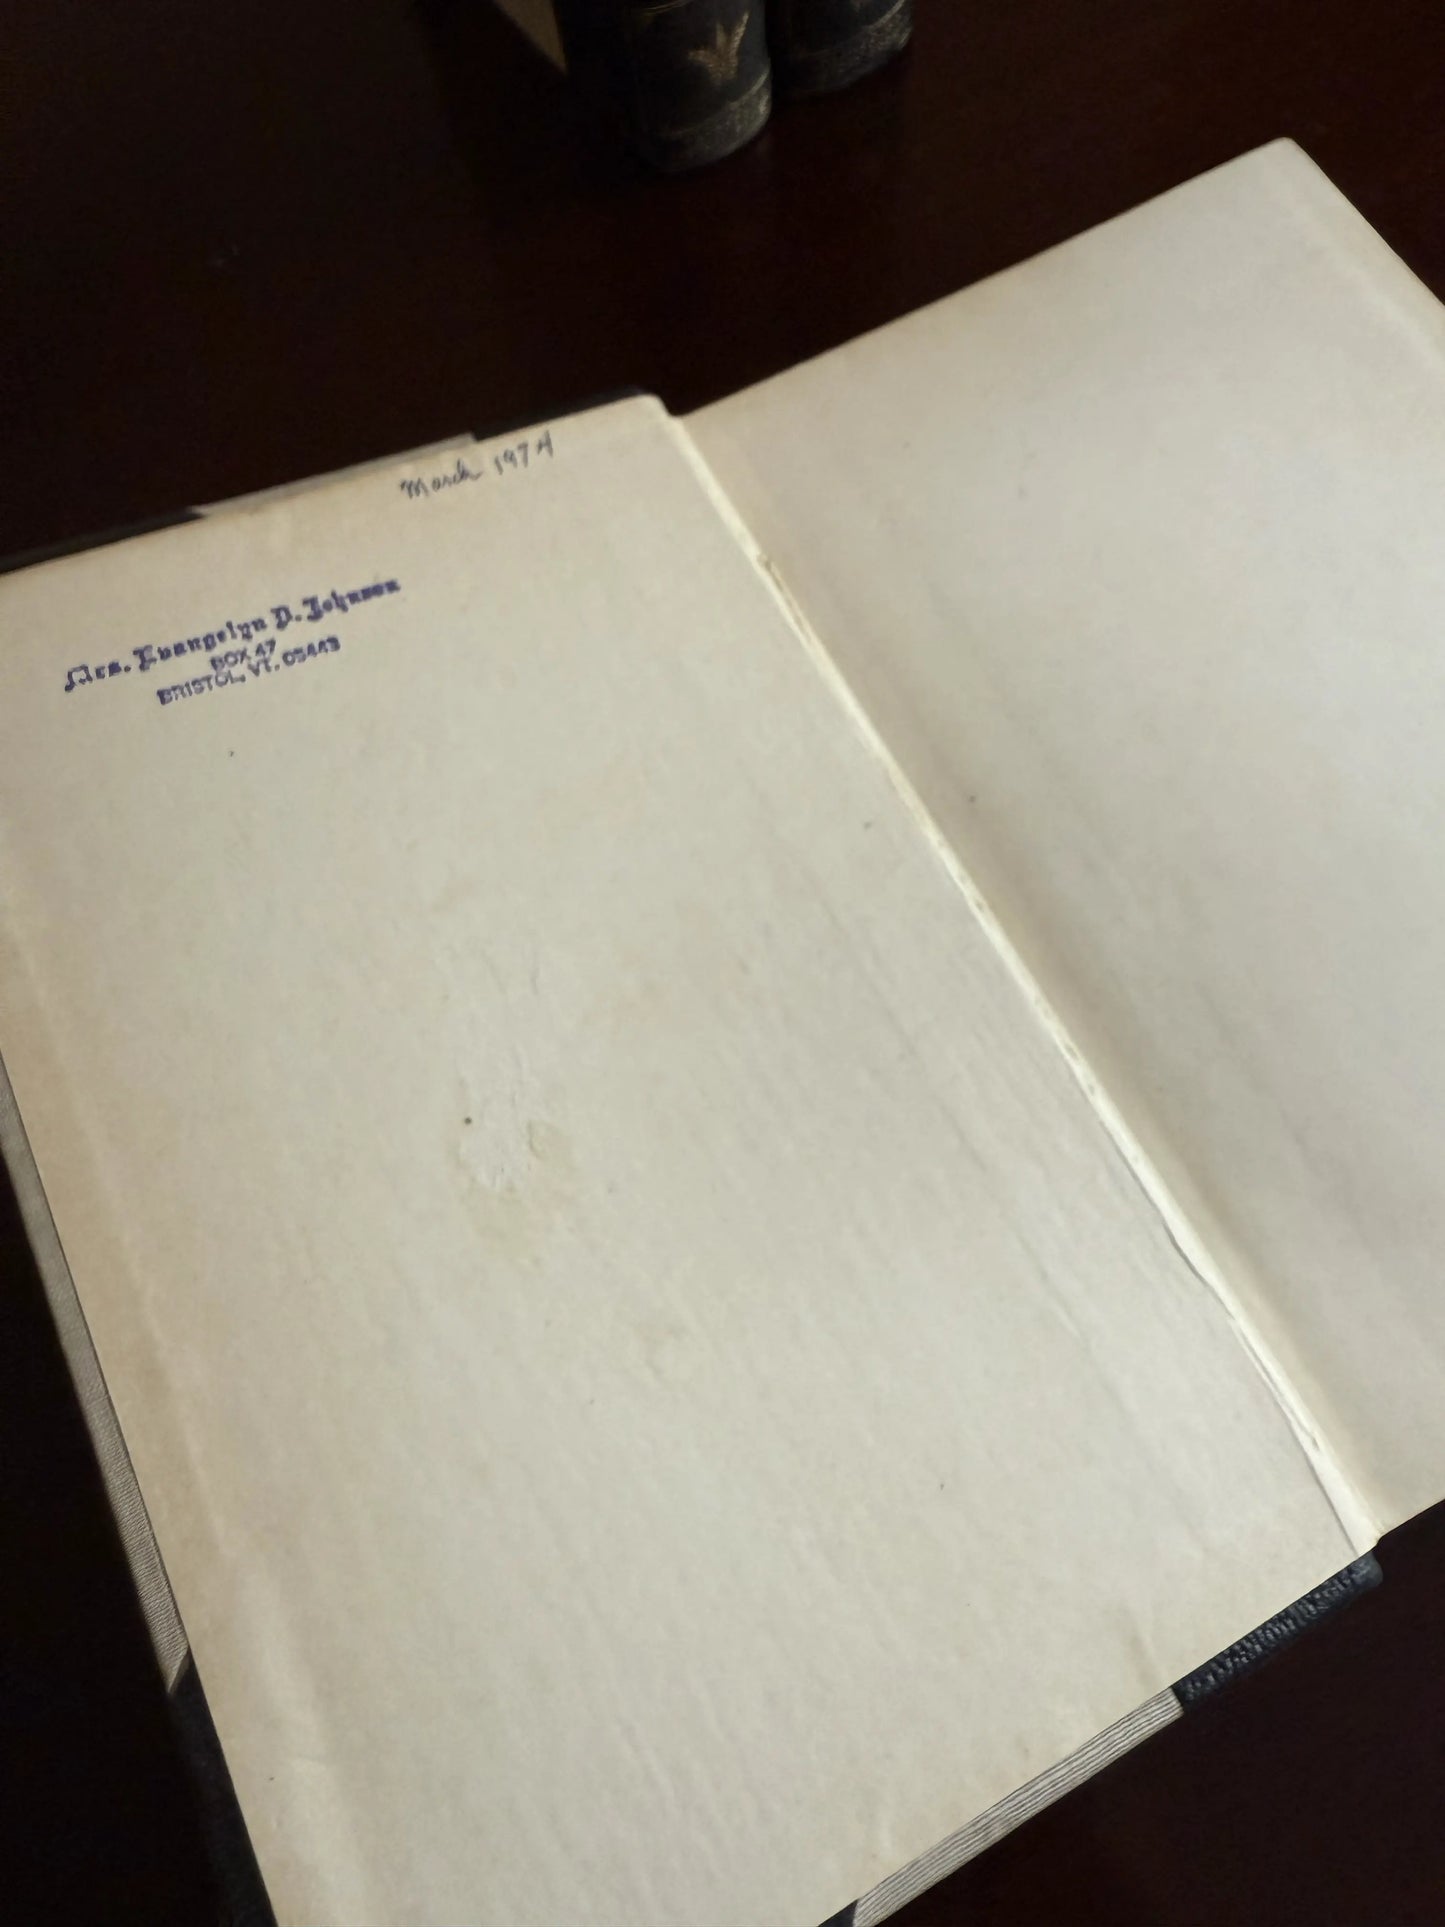 March 1974
Mrs. Evangelyn D. Johnson
BOX 47
BRISTOL, VT. 05443